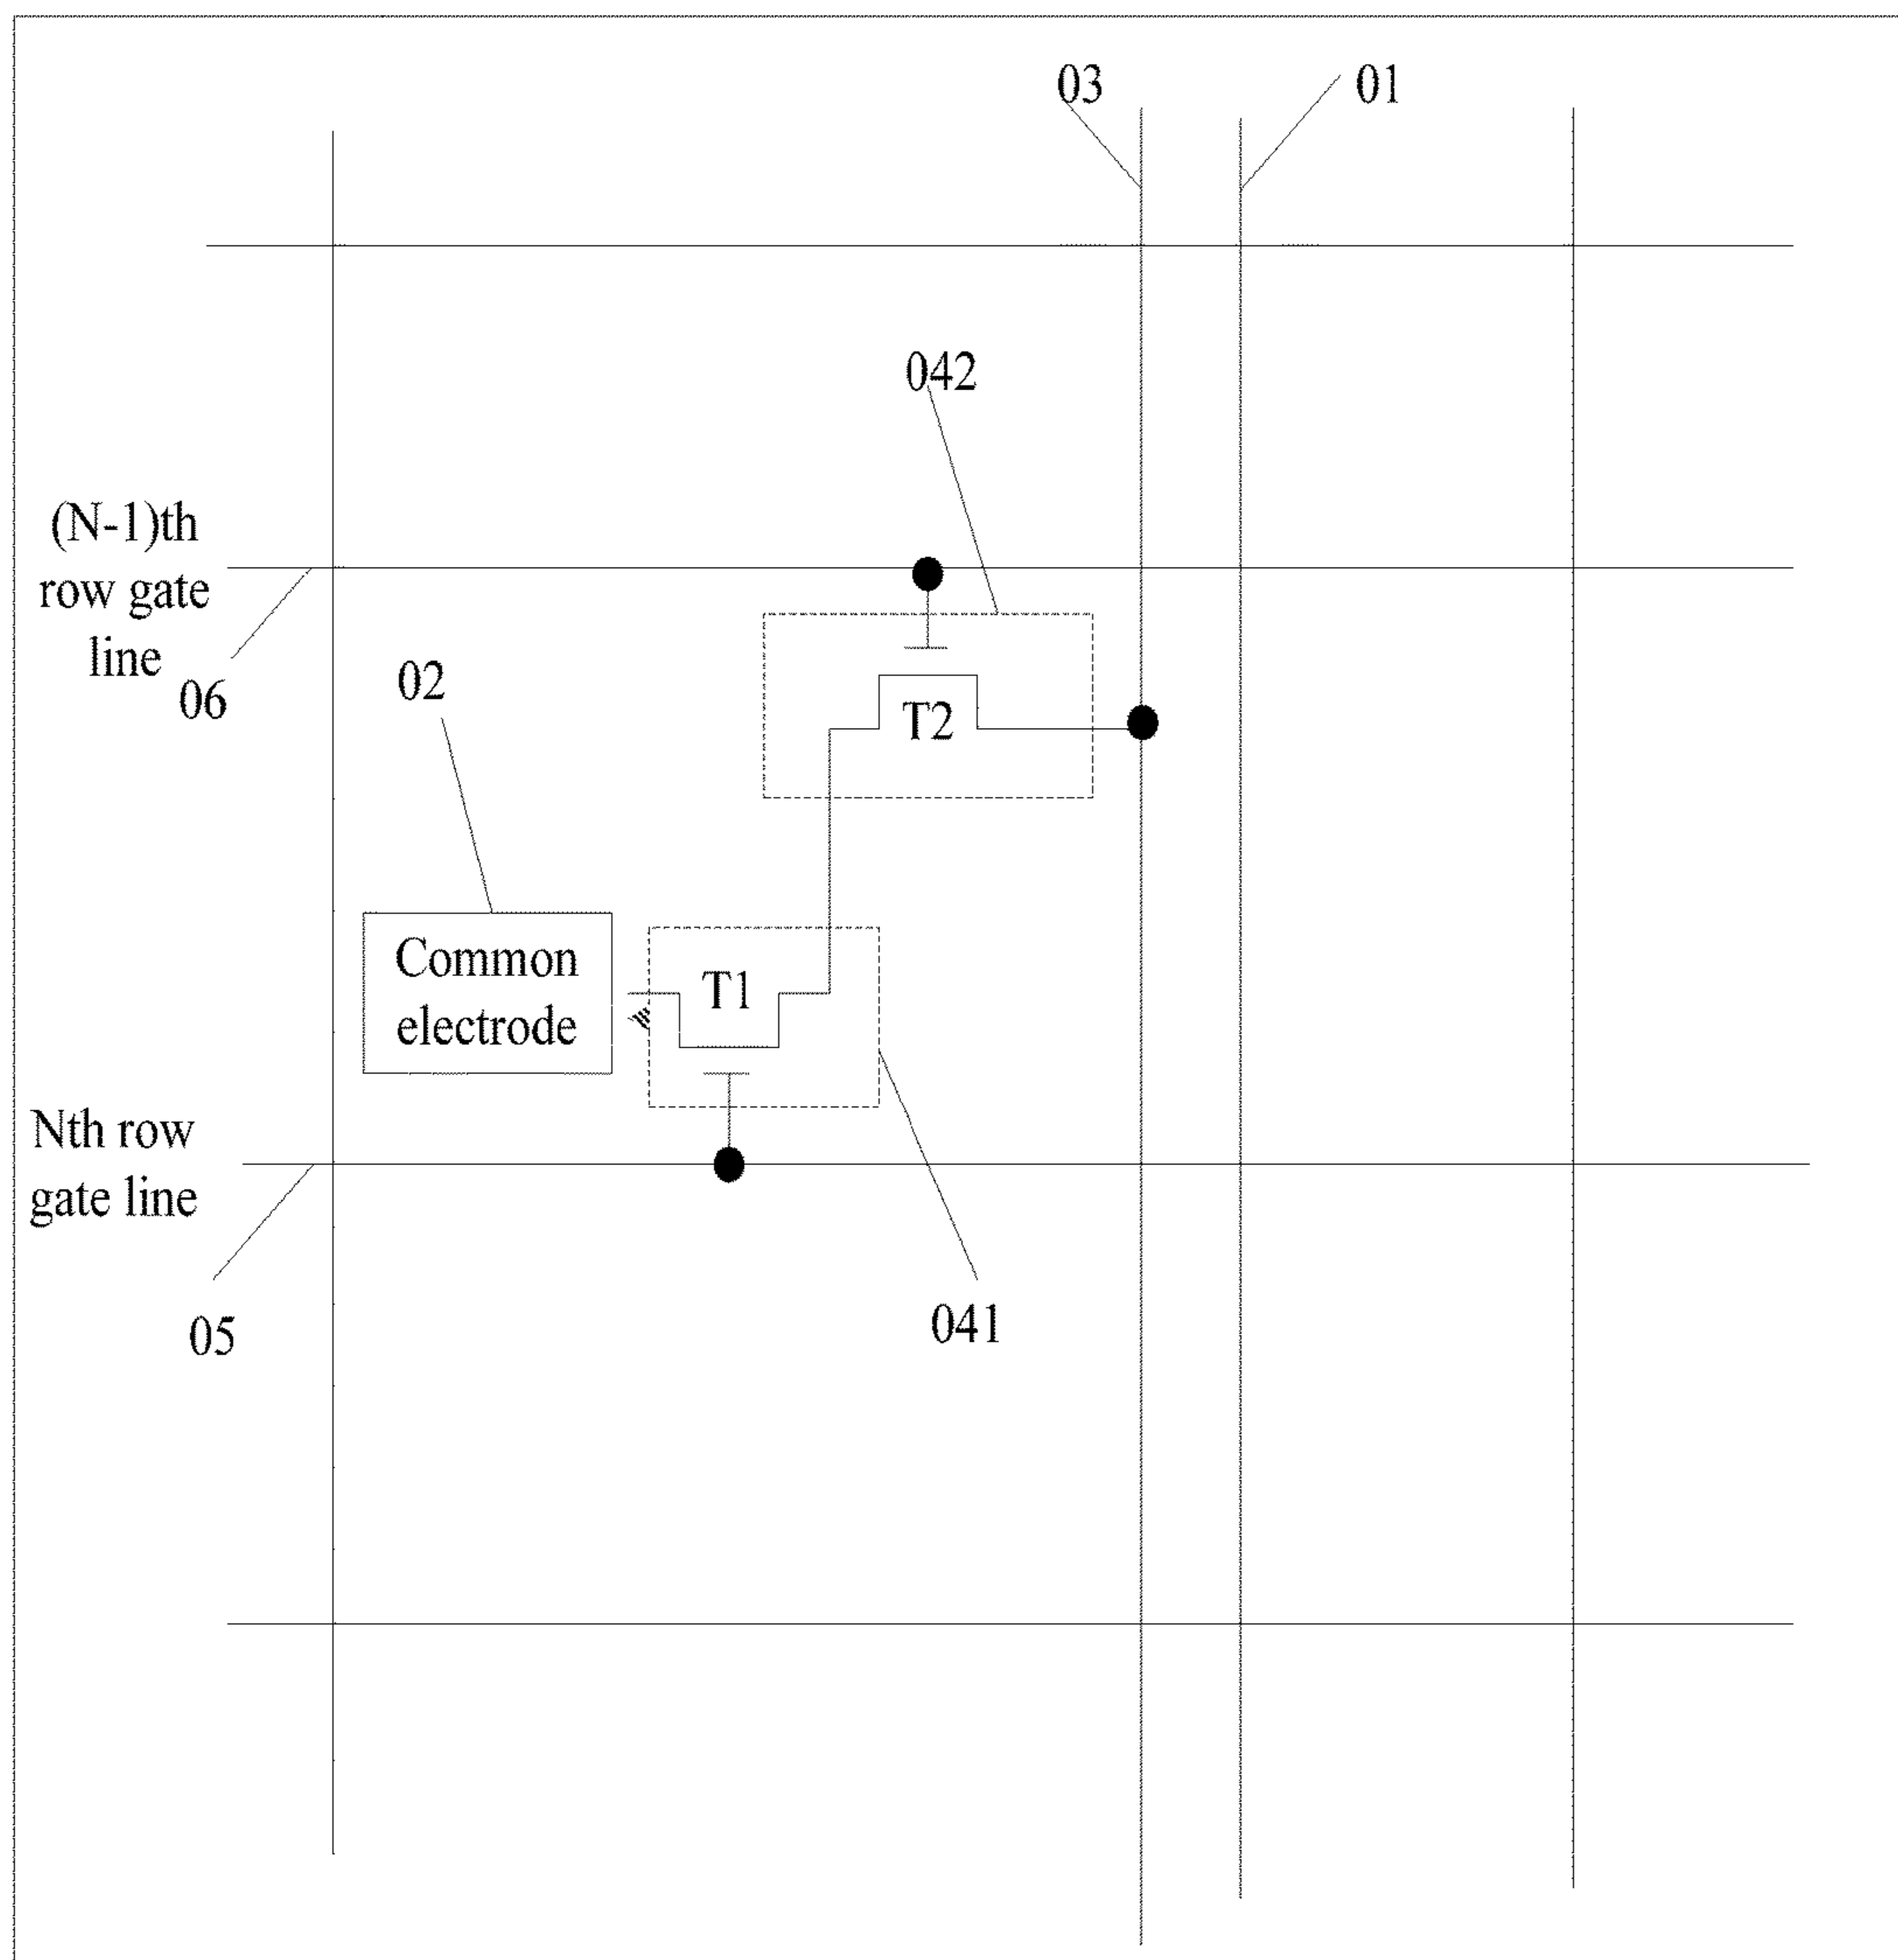 03
01
042
(N-1)th
row gate
line
06
02
T2
Common
electrode
T1
Nth row
gate line
05
041